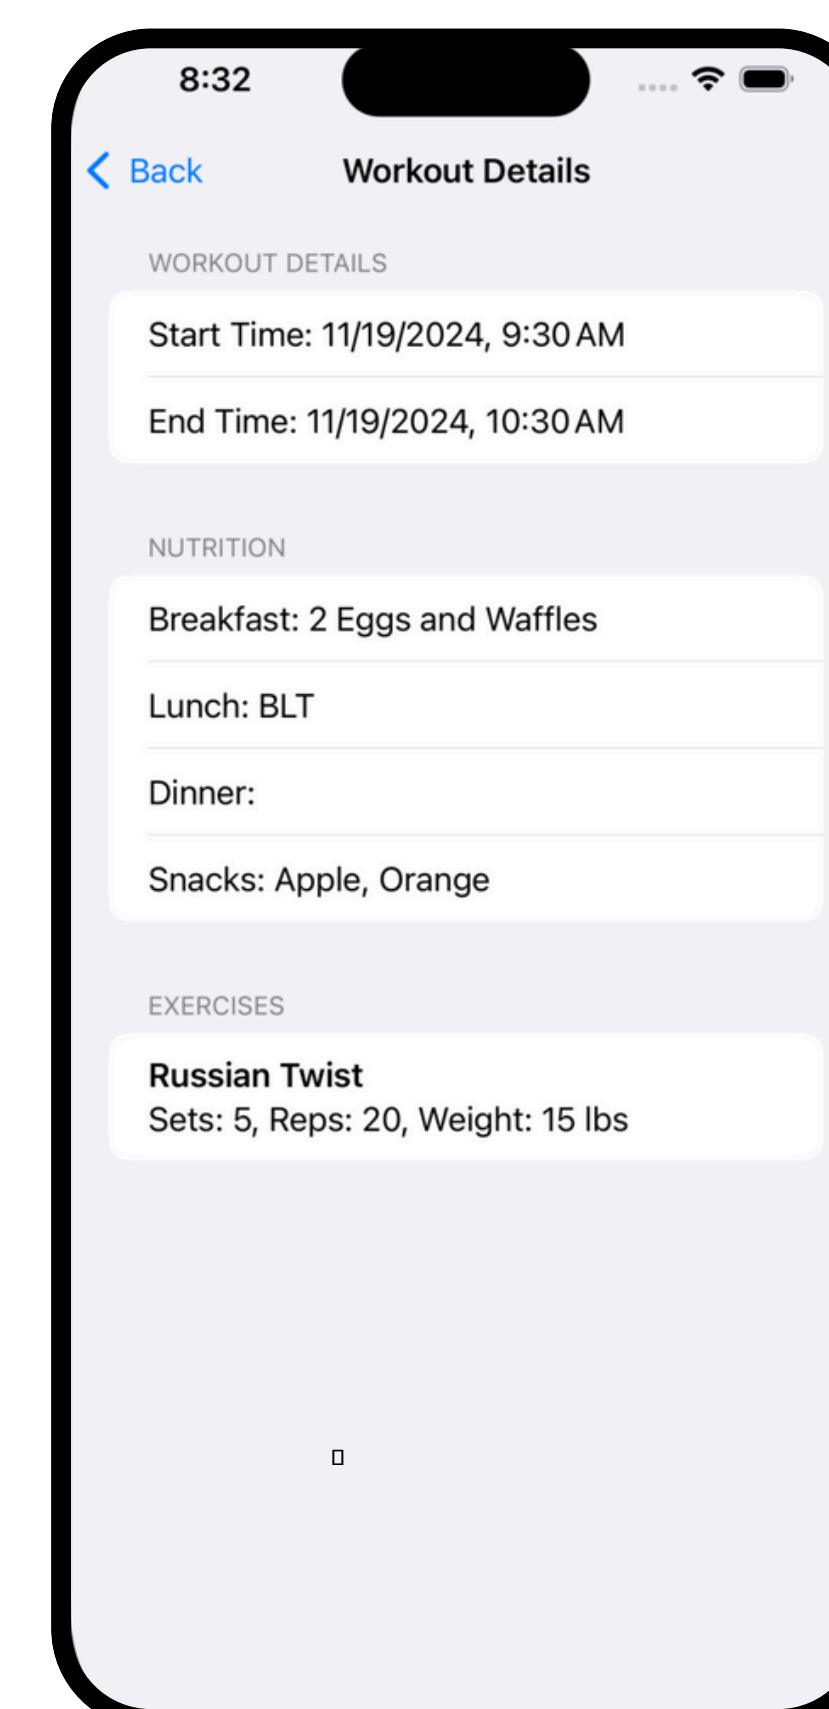 8:32
Back
Workout Details
WORKOUT DETAILS
Start Time: 11/19/2024, 9:30 AM
End Time: 11/19/2024, 10:30 AM
NUTRITION
Breakfast: 2 Eggs and Waffles
Lunch: BLT
Dinner:
Snacks: Apple, Orange
EXERCISES
Russian Twist
Sets: 5, Reps: 20, Weight: 15 lbs